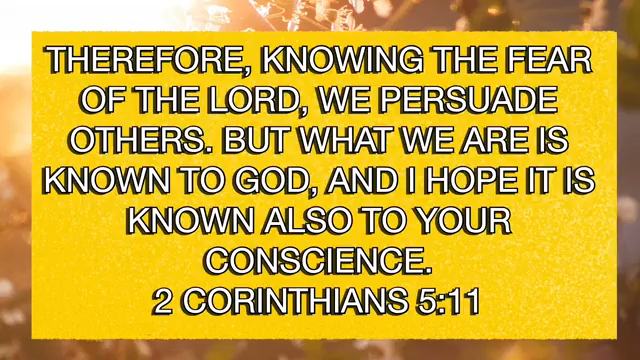 THEREFORE, KNOWING THE FEAR
OF THE LORD, WE PERSUADE
OTHERS. BUT WHAT WE ARE IS
KNOWN TO GOD, AND I HOPE IT IS
KNOWN ALSO TO YOUR
CONSCIENCE.
2 CORINTHIANS 5:11